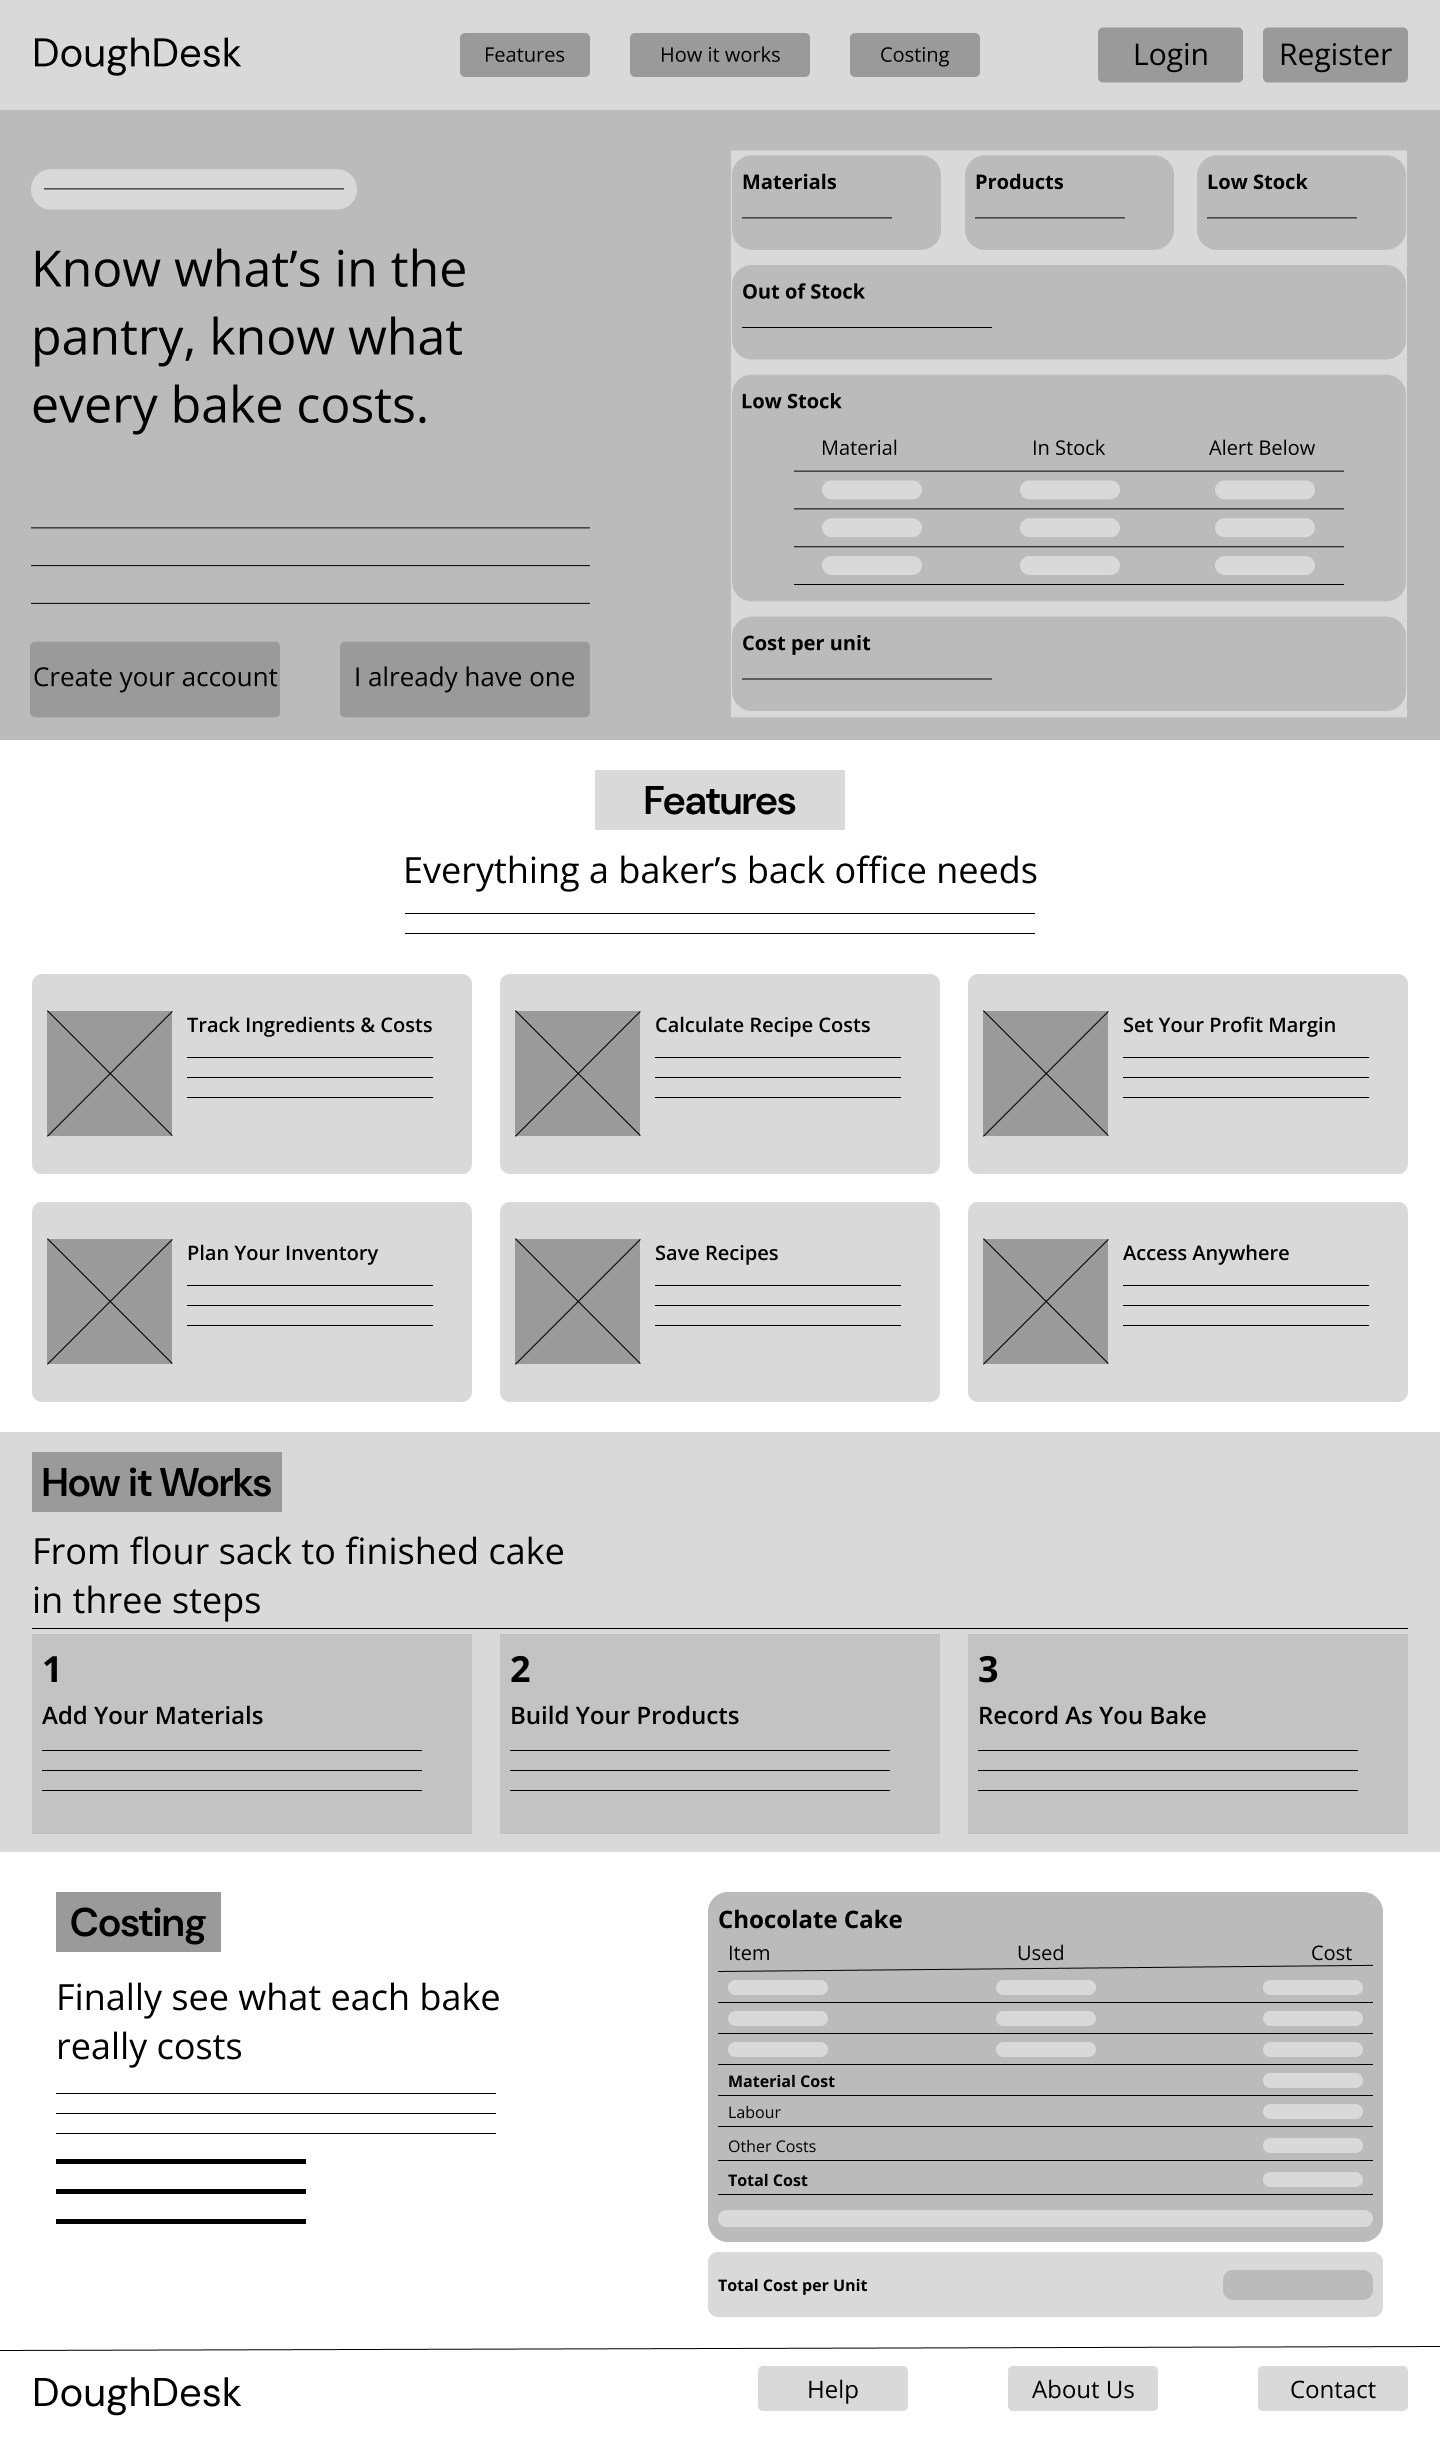 DoughDesk
Features
How it works
Costing
Login
Register
Know what’s in the
pantry, know what
every bake costs.
Create your account
I already have one
Materials
Products
Low Stock
Out of Stock
Low Stock
Material
In Stock
Alert Below
Cost per unit
Features
Everything a baker’s back office needs
Track Ingredients & Costs
Calculate Recipe Costs
Set Your Profit Margin
Plan Your Inventory
Save Recipes
Access Anywhere
How it Works
From flour sack to finished cake
in three steps
1
Add Your Materials
2
Build Your Products
3
Record As You Bake
Costing
Finally see what each bake
really costs
Chocolate Cake
Item
Used
Cost
Material Cost
Labour
Other Costs
Total Cost
Total Cost per Unit
DoughDesk
Help
About Us
Contact